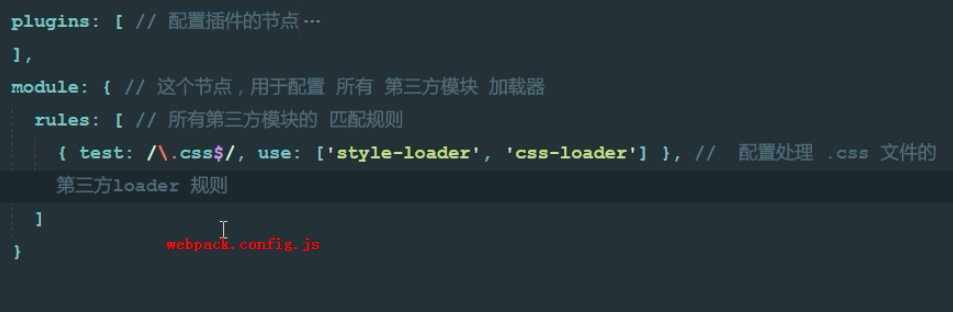 plugins: [ // 配置插件的节点…
],
module: { // 这个节点，用于配置 所有 第三方模块 加载器
rules: [ // 所有第三方模块的 匹配规则
{ test: /\.css$/, use: ['style-loader', 'css-loader'] }, // 配置处理 .css 文件的
第三方loader 规则
]
webpack.config.js
}